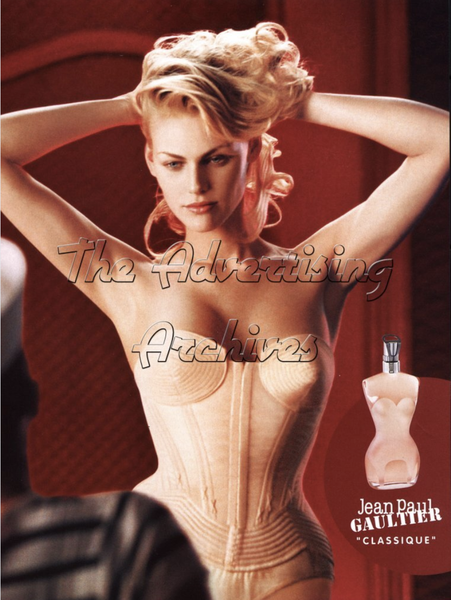 The Advertising
Archives
Jean Paul
GAULTIER
"CLASSIQUE"